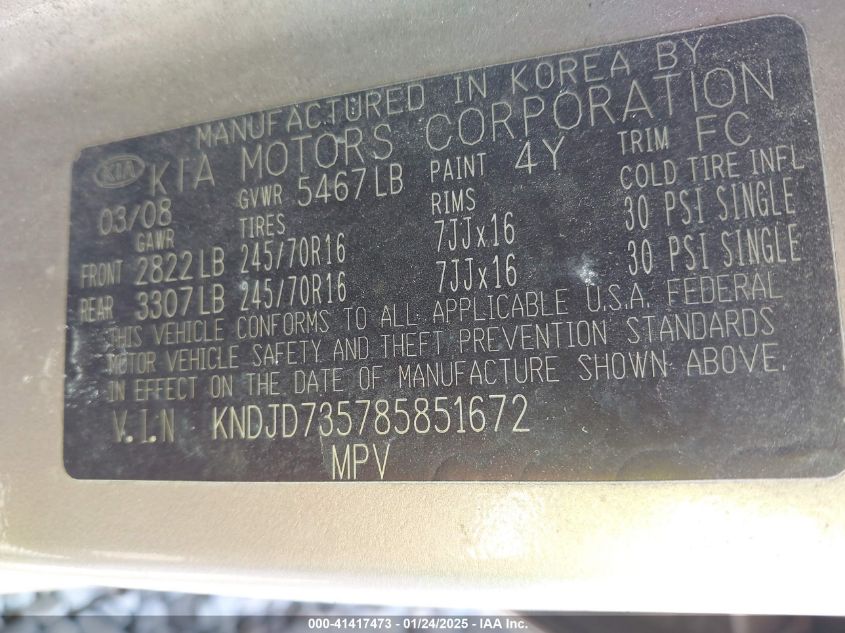 MANUFACTURED IN KOREA BY
KIA KIA MOTORS CORPORATION
03/08 GVWR 5467LB PAINT 4Y TRIM FC
GAWR TIRES RIMS COLD TIRE INFL
FRONT 2822LB 245/70R16 7JJx16 30 PSI SINGLE
REAR 3307LB 245/70R16 7JJx16 30 PSI SINGLE
THIS VEHICLE CONFORMS TO ALL APPLICABLE U.S.A. FEDERAL
MOTOR VEHICLE SAFETY AND THEFT PREVENTION STANDARDS
IN EFFECT ON THE DATE OF MANUFACTURE SHOWN ABOVE.
V.I.N KNDJD735785851672
MPV
000-41417473 - 01/24/2025 - IAA Inc.